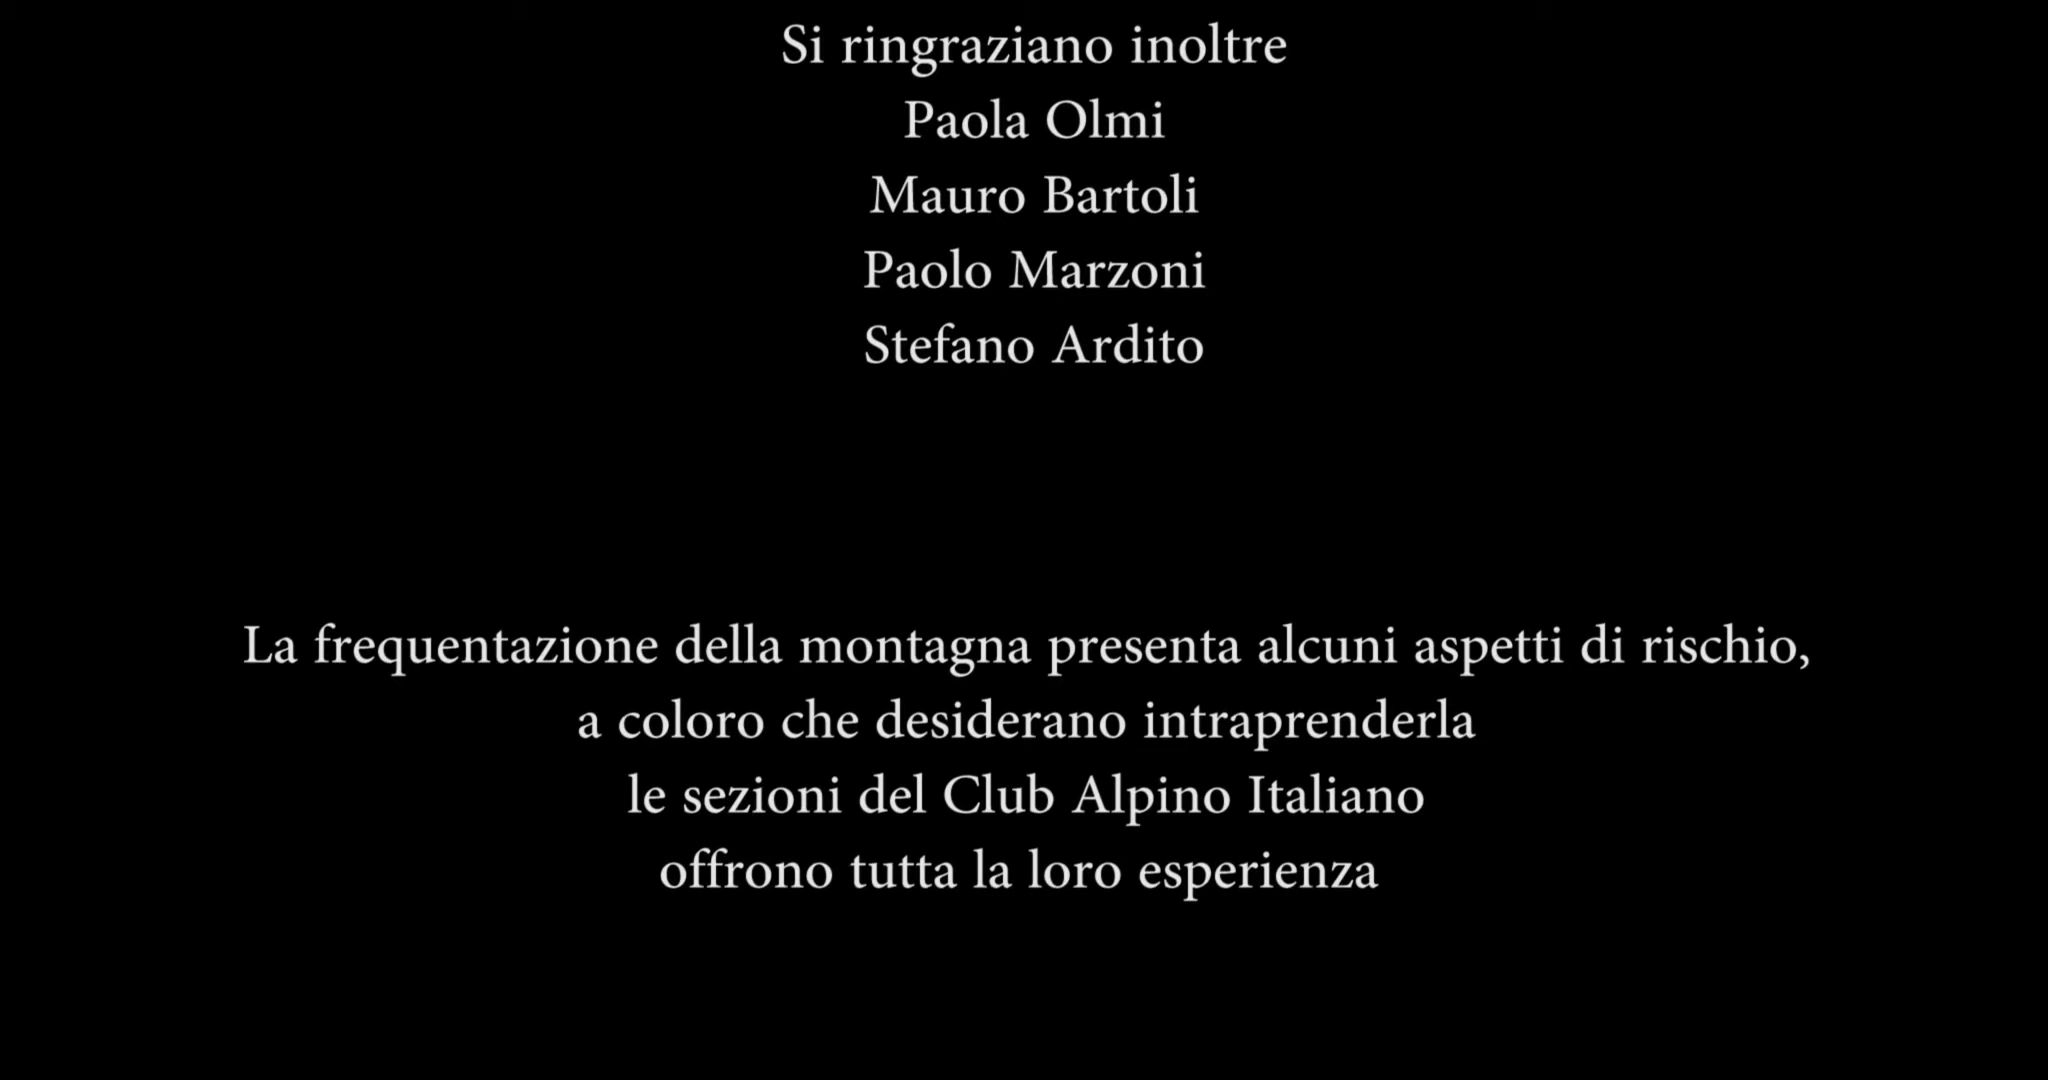 Si ringraziano inoltre
Paola Olmi
Mauro Bartoli
Paolo Marzoni
Stefano Ardito
La frequentazione della montagna presenta alcuni aspetti di rischio,
a coloro che desiderano intraprenderla
le sezioni del Club Alpino Italiano
offrono tutta la loro esperienza